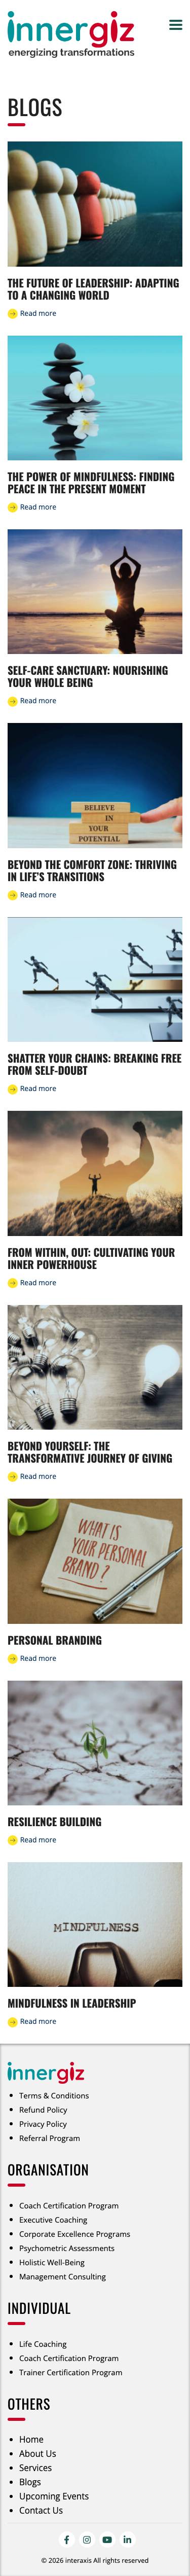 innergiz
energizing transformations
BLOGS
THE FUTURE OF LEADERSHIP: ADAPTING
TO A CHANGING WORLD
Read more
THE POWER OF MINDFULNESS: FINDING
PEACE IN THE PRESENT MOMENT
Read more
SELF-CARE SANCTUARY: NOURISHING
YOUR WHOLE BEING
Read more
BELIEVE
IN
YOUR
POTENTIAL
BEYOND THE COMFORT ZONE: THRIVING
IN LIFE'S TRANSITIONS
Read more
SHATTER YOUR CHAINS: BREAKING FREE
FROM SELF-DOUBT
Read more
FROM WITHIN, OUT: CULTIVATING YOUR
INNER POWERHOUSE
Read more
BEYOND YOURSELF: THE
TRANSFORMATIVE JOURNEY OF GIVING
Read more
WHAT IS
YOUR PERSONAL
BRAND?
PERSONAL BRANDING
Read more
RESILIENCE BUILDING
Read more
MINDFULNESS
MINDFULNESS IN LEADERSHIP
Read more
innergiz
Terms & Conditions
Refund Policy
Privacy Policy
Referral Program
ORGANISATION
Coach Certification Program
Executive Coaching
Corporate Excellence Programs
Psychometric Assessments
Holistic Well-Being
Management Consulting
INDIVIDUAL
Life Coaching
Coach Certification Program
Trainer Certification Program
OTHERS
Home
About Us
Services
Blogs
Upcoming Events
Contact Us
© 2026 interaxis All rights reserved